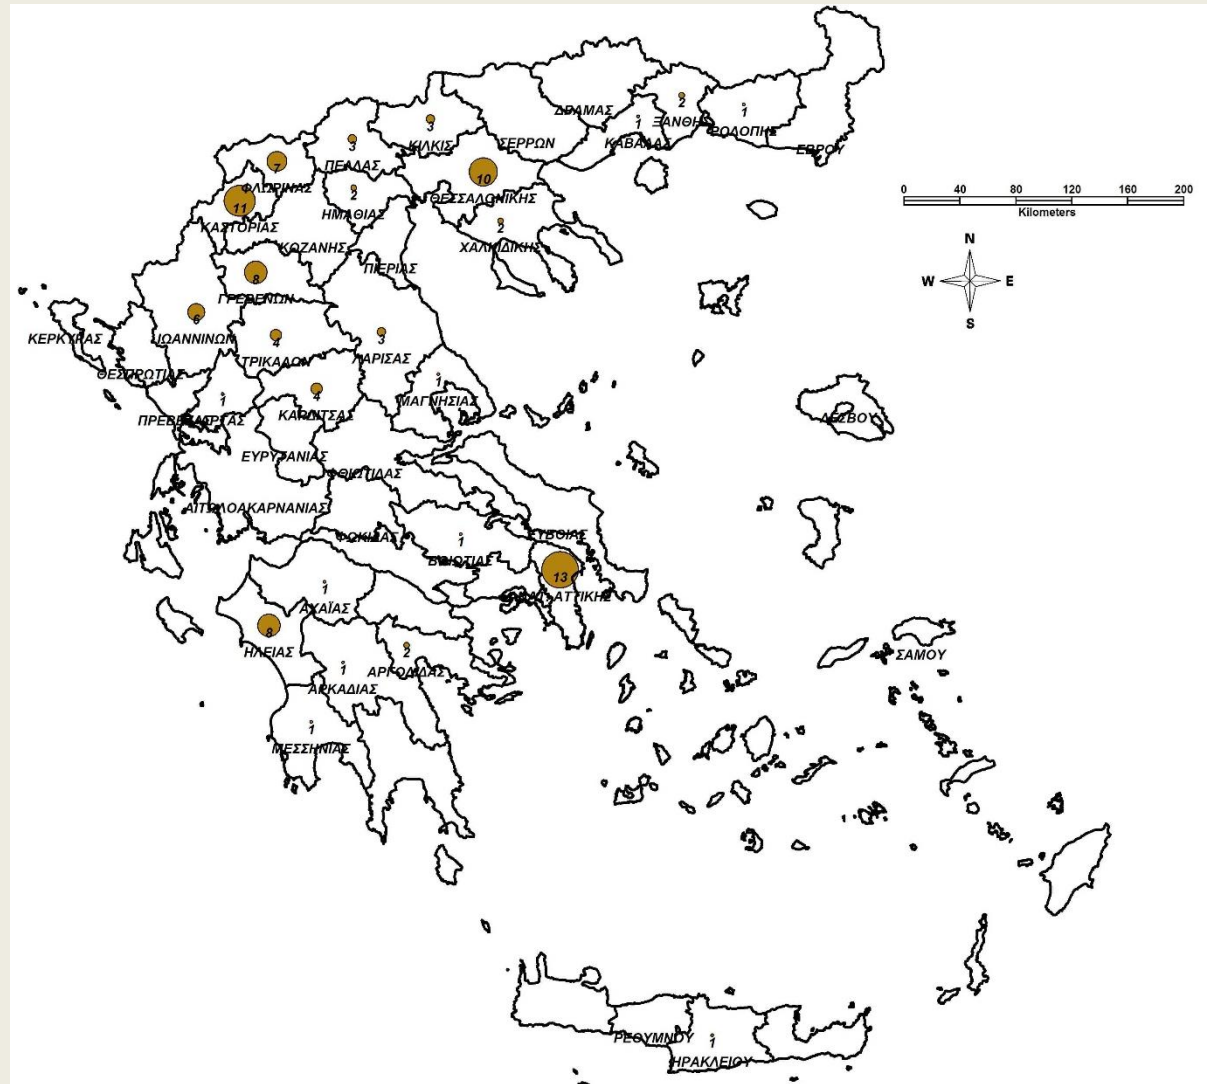 2
ΔΡΑΜΑΣ
1
1
ΞΑΝΘΗΣ
ΡΟΔΟΠΗΣ
3
ΚΑΒΑΛΑΣ
ΣΕΡΡΩΝ
ΕΒΡΟΥ
3
ΚΙΛΚΙΣ
7
ΠΕΛΛΑΣ
10
ΦΛΩΡΙΝΑΣ
2
ΘΕΣΣΑΛΟΝΙΚΗΣ
0 40 80 120 160 200
Kilometers
11
ΗΜΑΘΙΑΣ
ΚΑΣΤΟΡΙΑΣ
2
N
ΚΟΖΑΝΗΣ
ΧΑΛΚΙΔΙΚΗΣ
ΠΙΕΡΙΑΣ
8
W E
ΓΡΕΒΕΝΩΝ
6
S
ΚΕΡΚΥΡΑΣ
ΙΩΑΝΝΙΝΩΝ
4
3
ΤΡΙΚΑΛΩΝ
ΛΑΡΙΣΑΣ
ΘΕΣΠΡΩΤΙΑΣ
1
1
4
ΜΑΓΝΗΣΙΑΣ
ΠΡΕΒΕΖΑΣ
ΑΡΤΑΣ
ΚΑΡΔΙΤΣΑΣ
ΛΕΣΒΟΥ
ΕΥΡΥΤΑΝΙΑΣ
ΦΘΙΩΤΙΔΑΣ
ΑΙΤΩΛΟΑΚΑΡΝΑΝΙΑΣ
ΦΩΚΙΔΑΣ
1
ΕΥΒΟΙΑΣ
ΒΟΙΩΤΙΑΣ
13
1
ΑΤΤΙΚΗΣ
ΑΧΑΪΑΣ
8
ΗΛΕΙΑΣ
2
ΣΑΜΟΥ
1
ΑΡΓΟΛΙΔΑΣ
ΑΡΚΑΔΙΑΣ
1
ΜΕΣΣΗΝΙΑΣ
ΡΕΘΥΜΝΟΥ
1
ΗΡΑΚΛΕΙΟΥ